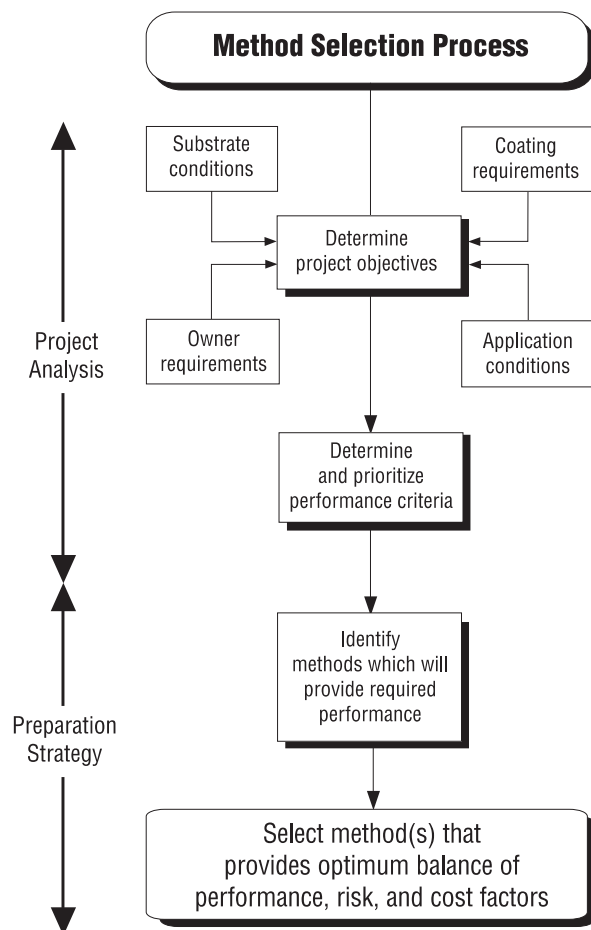 Method Selection Process
Substrate
conditions
Coating
requirements
Determine
project objectives
Owner
requirements
Application
conditions
Project
Analysis
Determine
and prioritize
performance criteria
Identify
methods which will
provide required
performance
Preparation
Strategy
Select method(s) that
provides optimum balance of
performance, risk, and cost factors